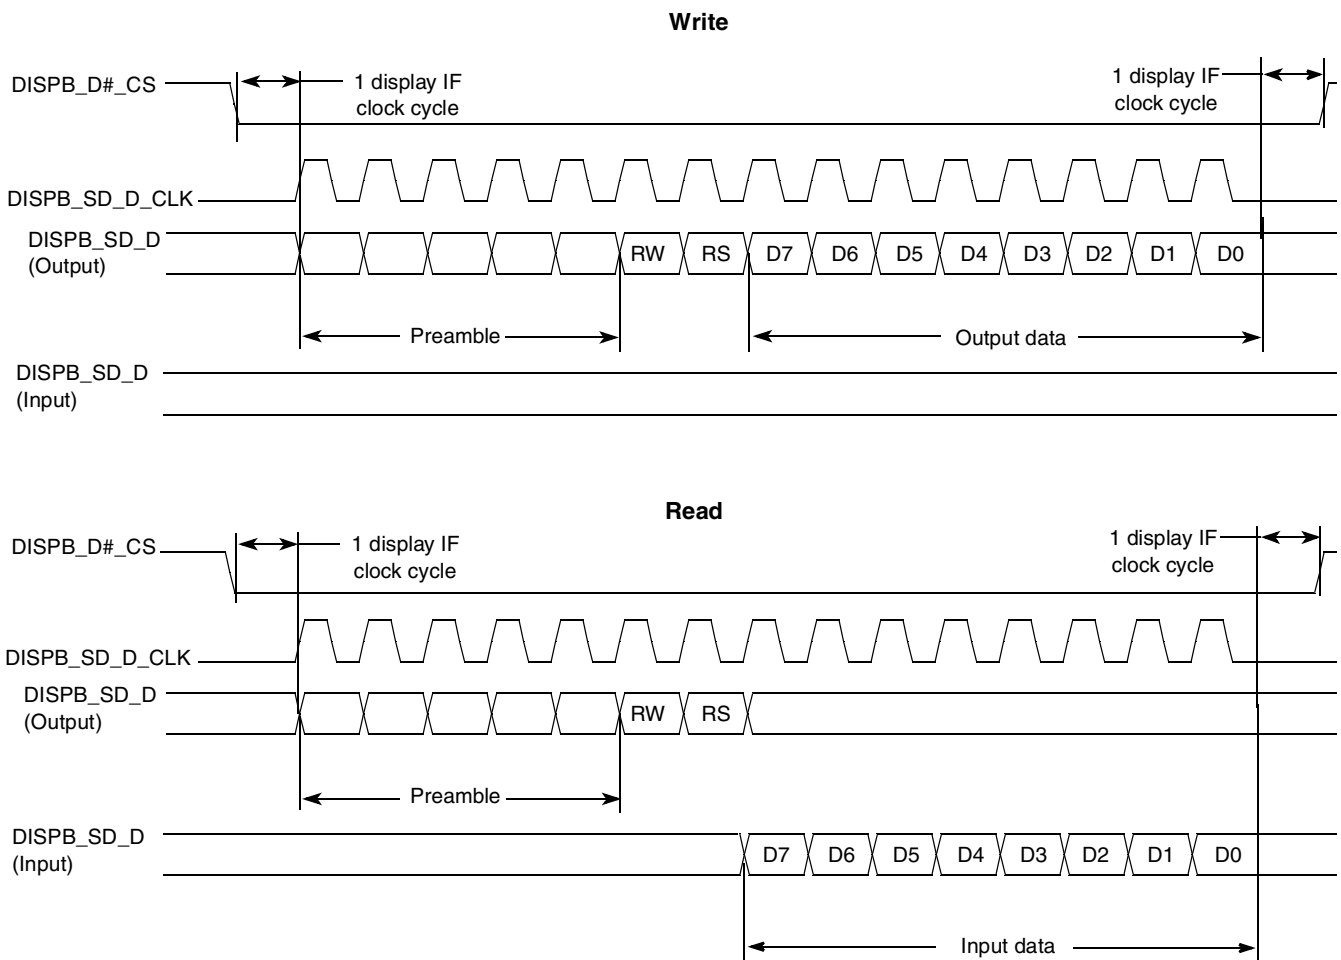 Write
DISPB_D#_CS
1 display IF
clock cycle
1 display IF
clock cycle
DISPB_SD_D_CLK
DISPB_SD_D
(Output)
RW RS D7 D6 D5 D4 D3 D2 D1 D0
Preamble
Output data
DISPB_SD_D
(Input)
Read
DISPB_D#_CS
1 display IF
clock cycle
1 display IF
clock cycle
DISPB_SD_D_CLK
DISPB_SD_D
(Output)
RW RS
Preamble
DISPB_SD_D
(Input)
D7 D6 D5 D4 D3 D2 D1 D0
Input data